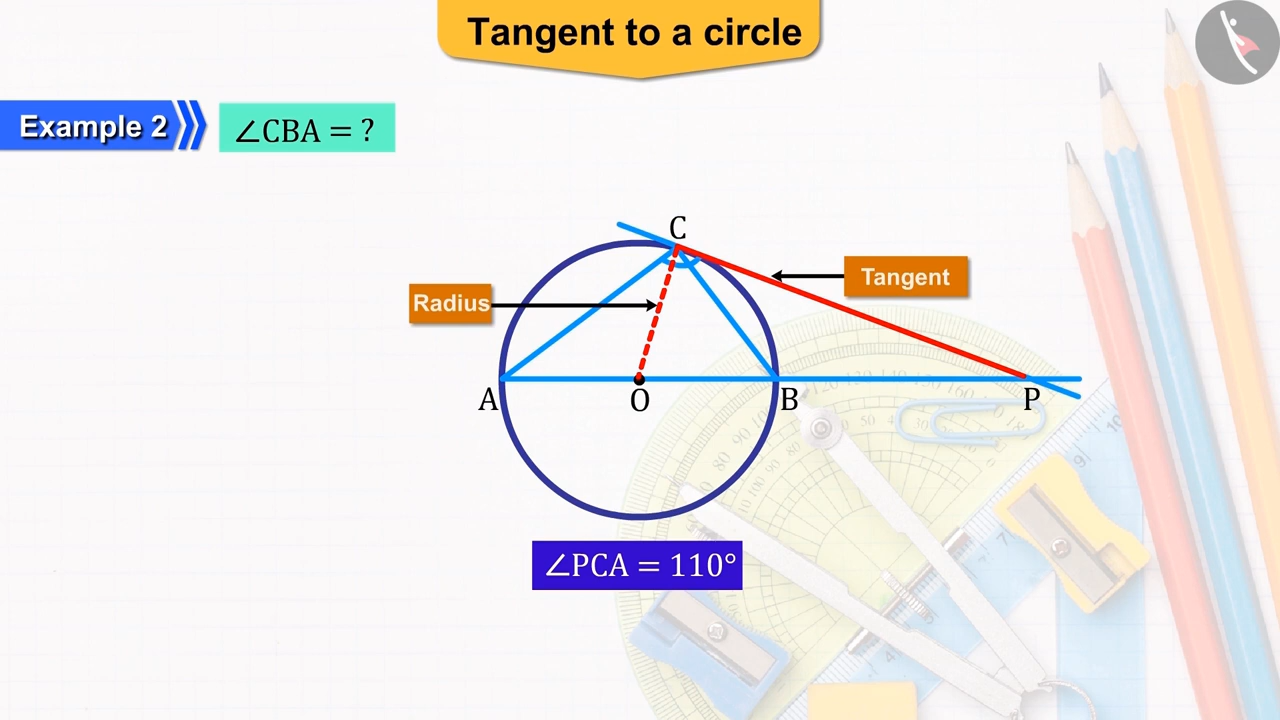 Tangent to a circle
Example 2
∠CBA = ?
C
Tangent
Radius
A
O
B
P
∠PCA = 110°